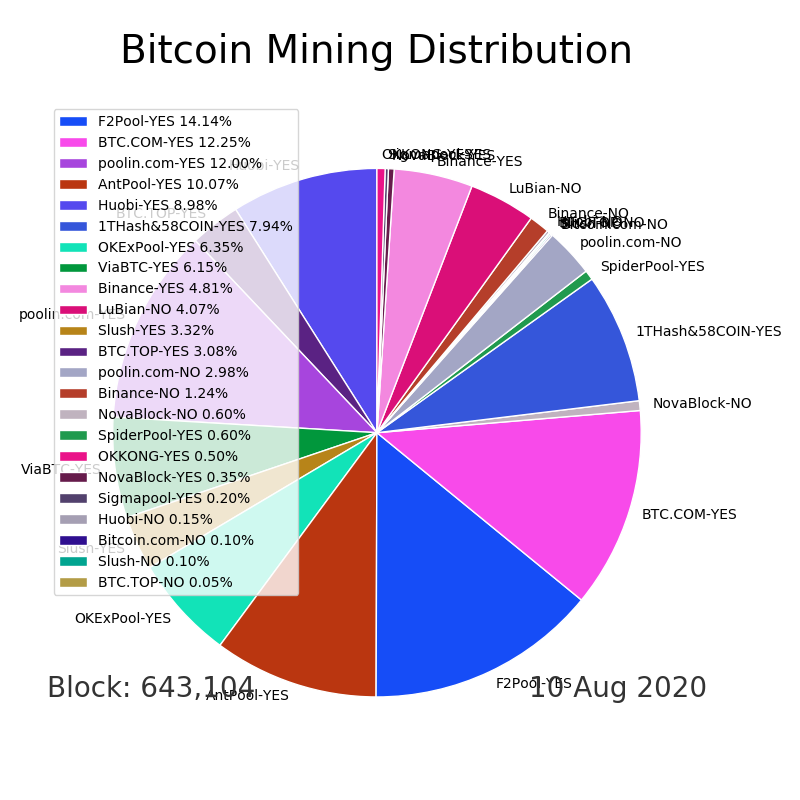 Bitcoin Mining Distribution
F2Pool-YES 14.14%
BTC.COM-YES 12.25%
poolin.com-YES 12.00%
AntPool-YES 10.07%
Huobi-YES 8.98%
1THash&58COIN-YES 7.94%
OKExPool-YES 6.35%
ViaBTC-YES 6.15%
Binance-YES 4.81%
LuBian-NO 4.07%
Slush-YES 3.32%
BTC.TOP-YES 3.08%
poolin.com-NO 2.98%
Binance-NO 1.24%
NovaBlock-NO 0.60%
SpiderPool-YES 0.60%
OKKONG-YES 0.50%
NovaBlock-YES 0.35%
Sigmapool-YES 0.20%
Huobi-NO 0.15%
Bitcoin.com-NO 0.10%
Slush-NO 0.10%
BTC.TOP-NO 0.05%
Huobi-YES
BTC.TOP-YES
poolin.com-YES
ViaBTC-YES
Slush-YES
OKExPool-YES
AntPool-YES
F2Pool-YES
BTC.COM-YES
NovaBlock-NO
1THash&58COIN-YES
SpiderPool-YES
poolin.com-NO
Binance-NO
LuBian-NO
Binance-YES
NovaBlock-YES
Block: 643,104
10 Aug 2020